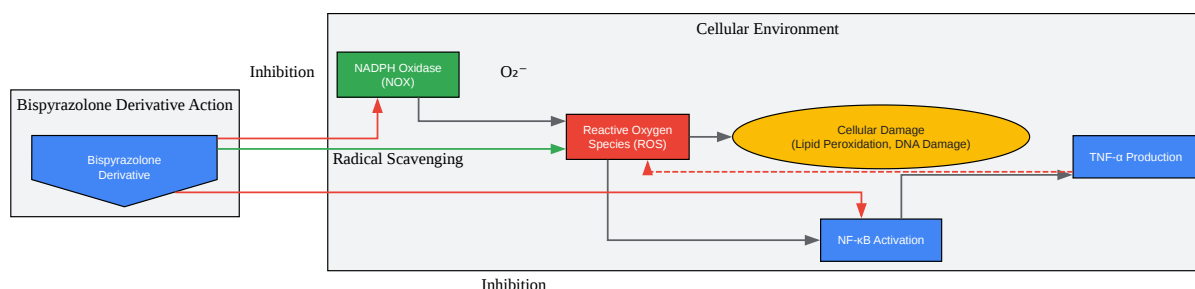 Cellular Environment
NADPH Oxidase
(NOX)
O₂⁻
Inhibition
Bispyrazolone Derivative Action
Bispyrazolone
Derivative
Radical Scavenging
Reactive Oxygen
Species (ROS)
Cellular Damage
(Lipid Peroxidation, DNA Damage)
TNF-α Production
NF-κB Activation
Inhibition